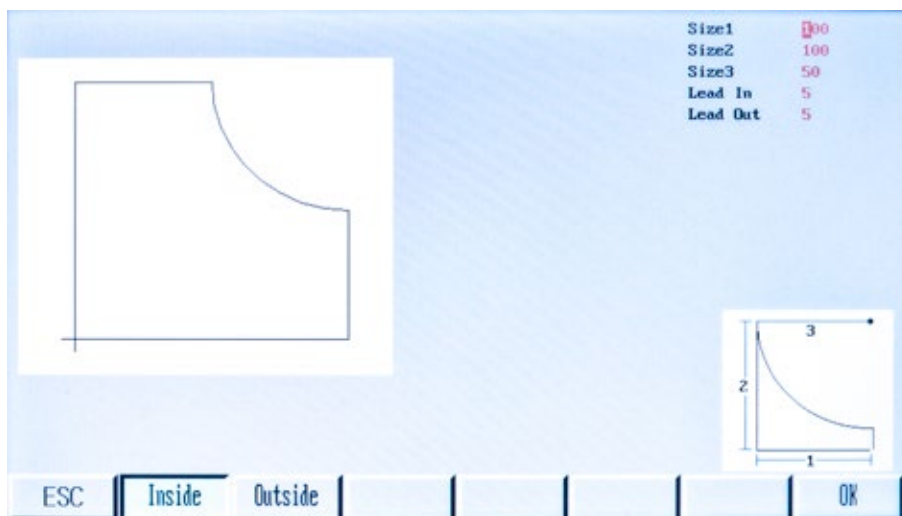 Size1 100
Size2 100
Size3 50
Lead In 5
Lead Out 5
3
2
1
ESC Inside Outside OK